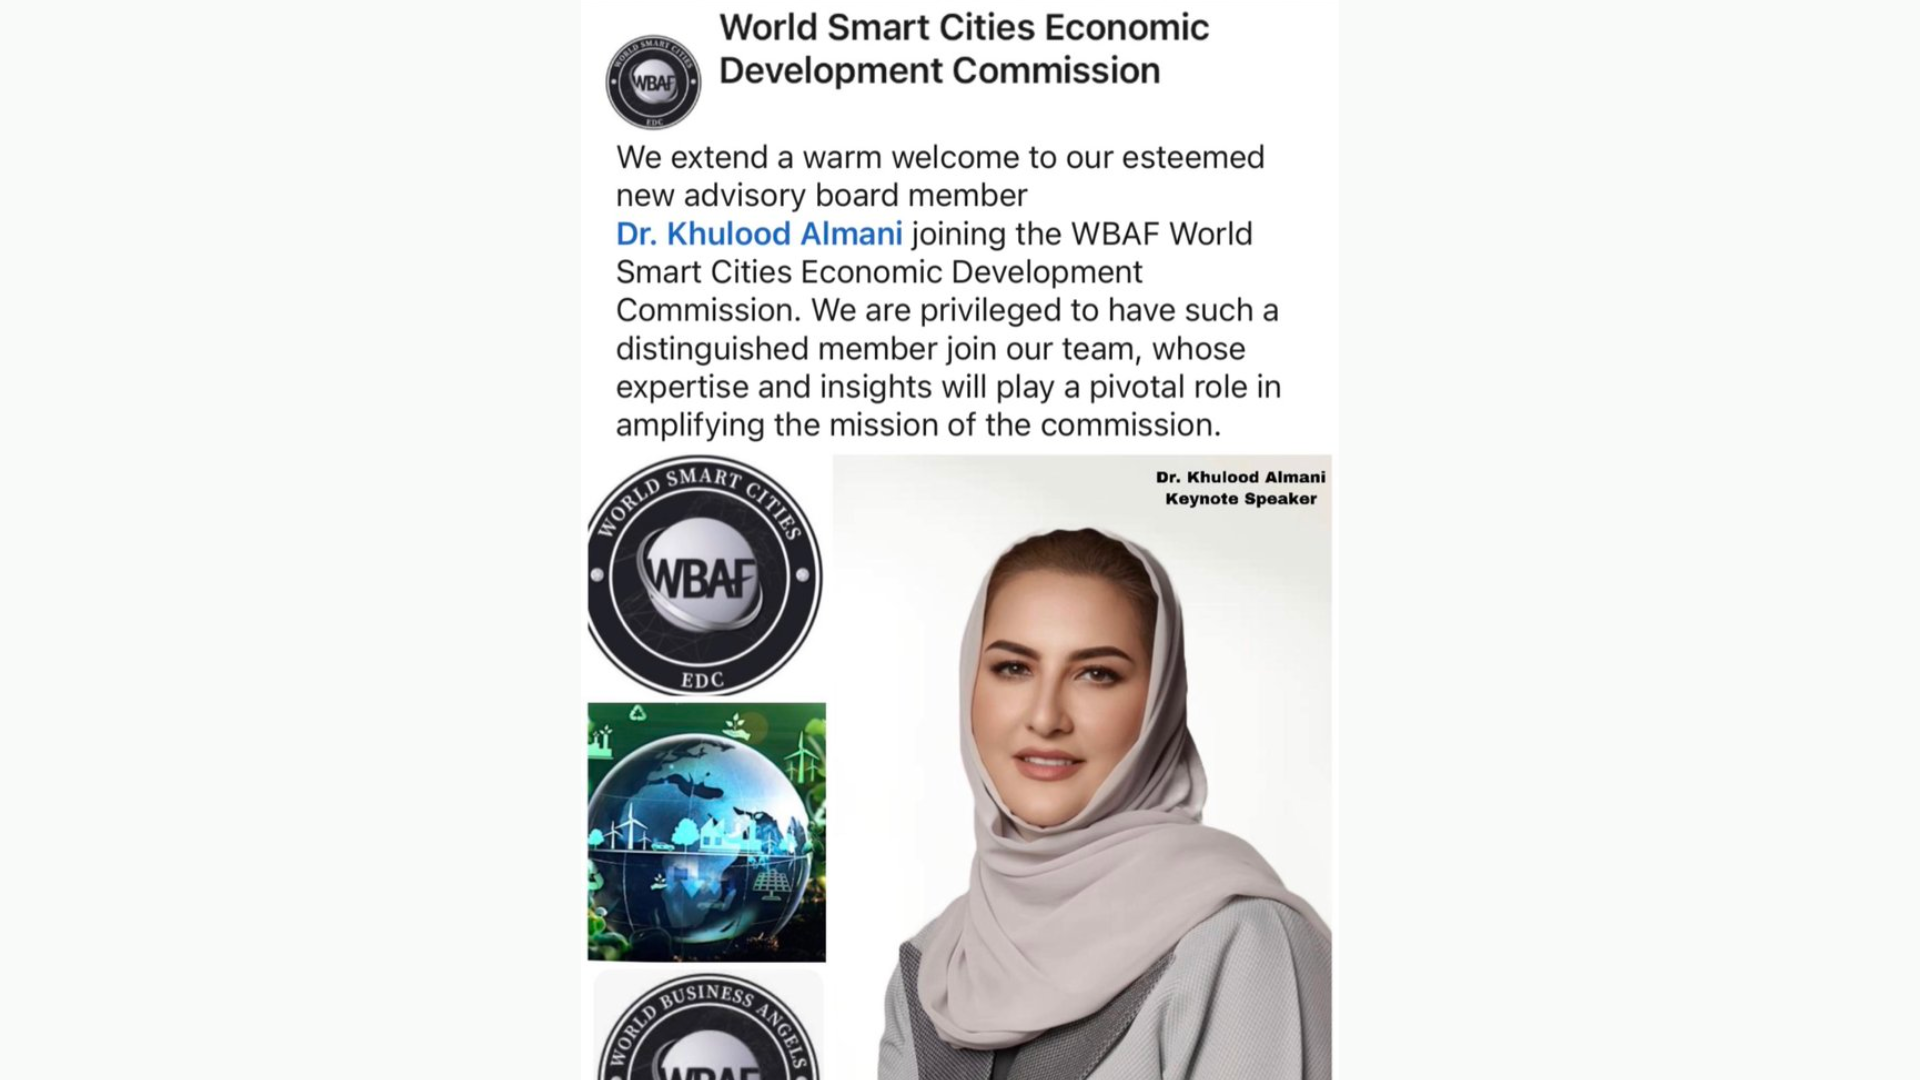 World Smart Cities Economic
Development Commission
WORLD SMART CITIES
WBAF
EDC
We extend a warm welcome to our esteemed
new advisory board member
Dr. Khulood Almani joining the WBAF World
Smart Cities Economic Development
Commission. We are privileged to have such a
distinguished member join our team, whose
expertise and insights will play a pivotal role in
amplifying the mission of the commission.
WORLD SMART CITIES
WBAF
EDC
Dr. Khulood Almani
Keynote Speaker
WORLD BUSINESS ANGELS
WBAF